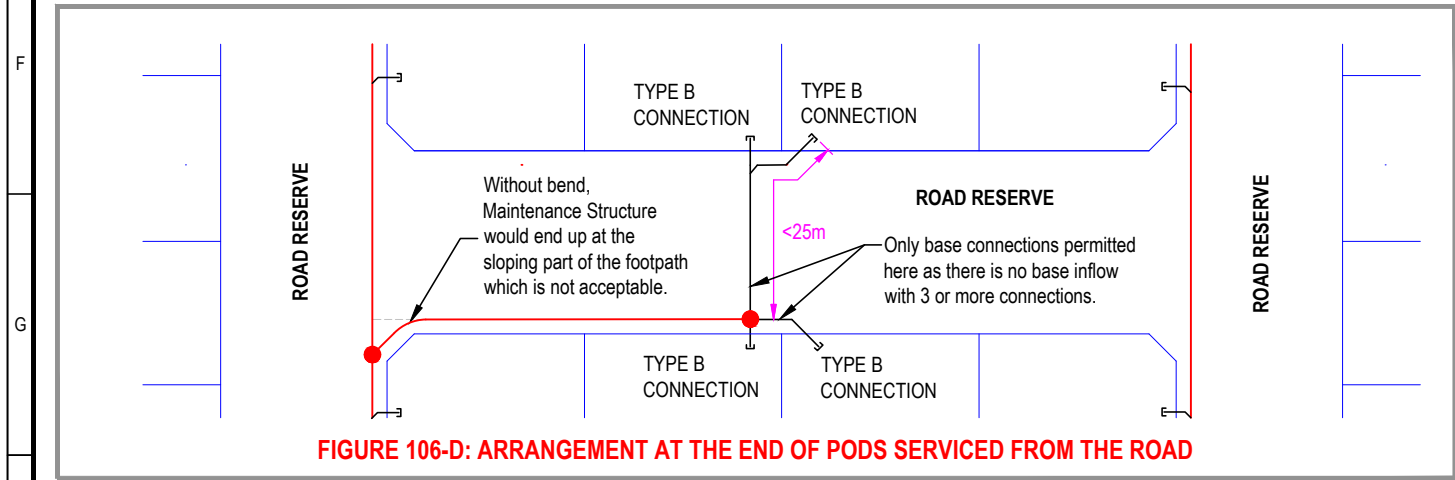 F
G
TYPE B
CONNECTION
TYPE B
CONNECTION
ROAD RESERVE
Without bend,
Maintenance Structure
would end up at the
sloping part of the footpath
which is not acceptable.
ROAD RESERVE
<25m
Only base connections permitted
here as there is no base inflow
with 3 or more connections.
ROAD RESERVE
TYPE B
CONNECTION
TYPE B
CONNECTION
FIGURE 106-D: ARRANGEMENT AT THE END OF PODS SERVICED FROM THE ROAD